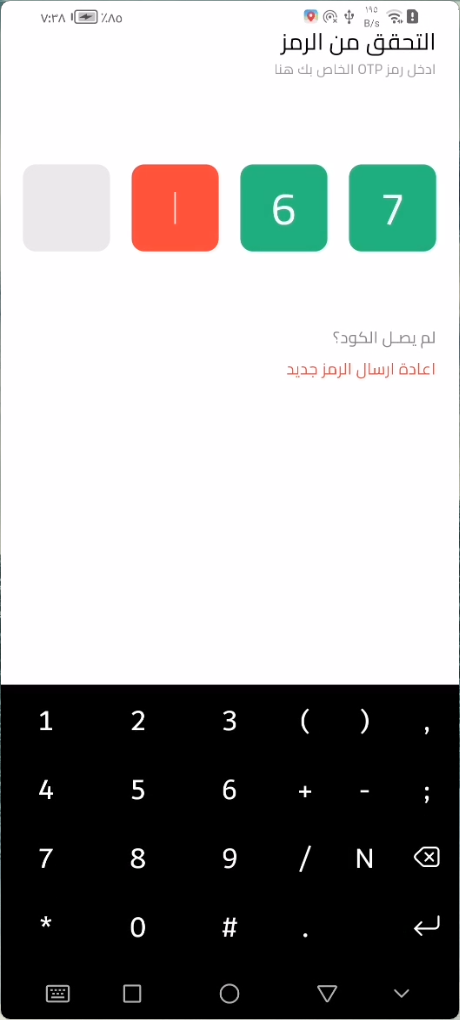 ٧:٣٨ ٪٨٥ ١٩٥ B/s
التحقق من الرمز
ادخل رمز OTP الخاص بك هنا
7 6
لم يصل الكود؟
اعادة ارسال الرمز جديد
1 2 3 ( ) ,
4 5 6 + - ;
7 8 9 / N
* 0 # .